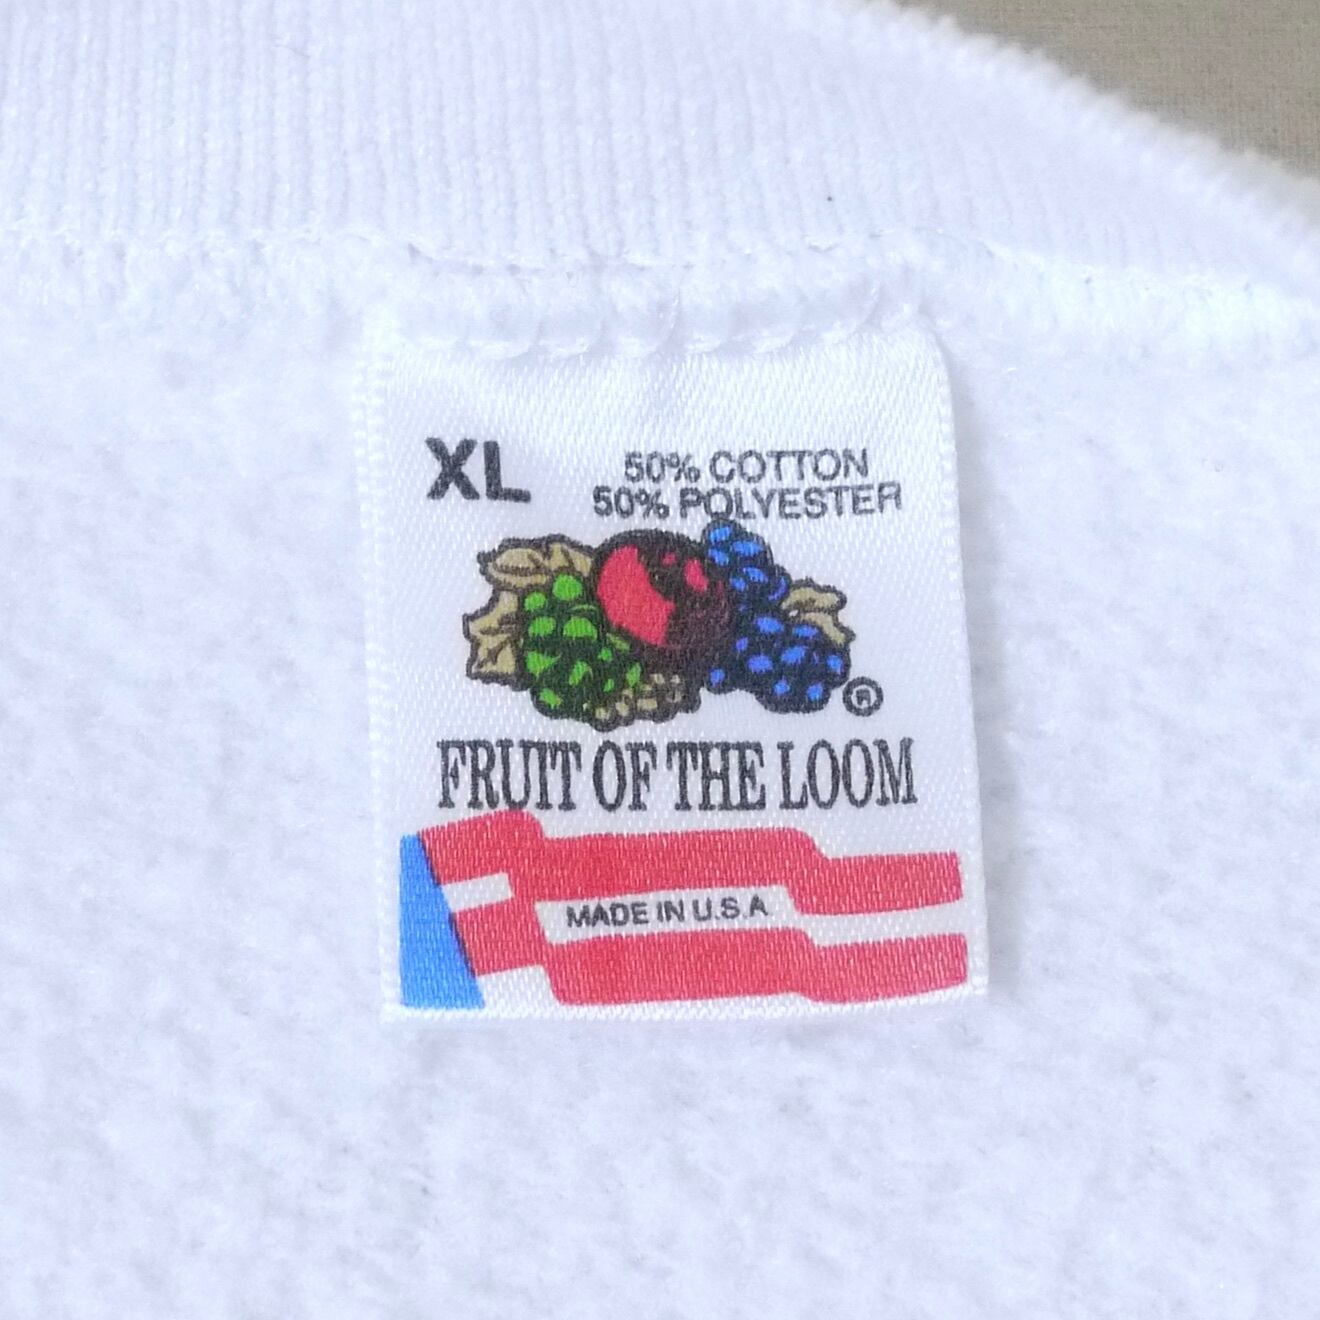 XL
50% COTTON
50% POLYESTER
®
FRUIT OF THE LOOM
MADE IN U.S.A